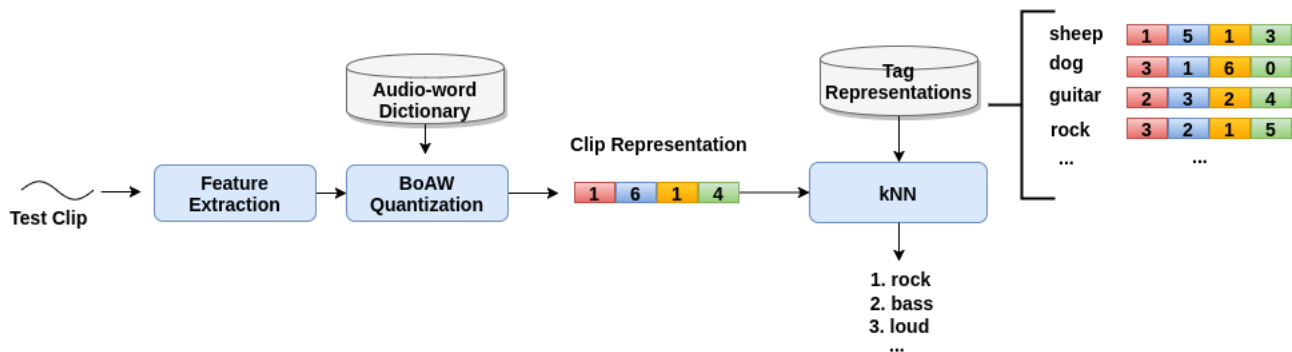 Test Clip
Feature
Extraction
Audio-word
Dictionary
BoAW
Quantization
Clip Representation
1 6 1 4
Tag
Representations
kNN
1. rock
2. bass
3. loud
...
sheep 1 5 1 3
dog 3 1 6 0
guitar 2 3 2 4
rock 3 2 1 5
... ...